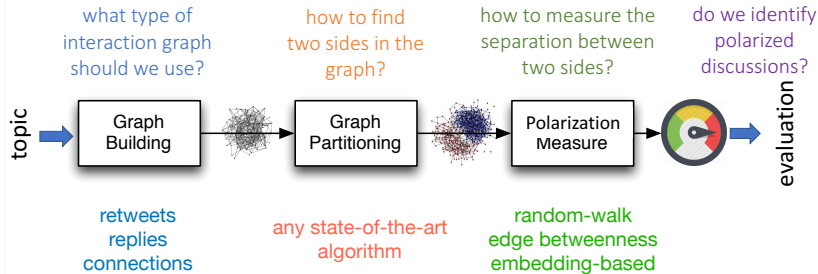 what type of
interaction graph
should we use?
how to find
two sides in the
graph?
how to measure the
separation between
two sides?
do we identify
polarized
discussions?
topic
Graph
Building
Graph
Partitioning
Polarization
Measure
evaluation
retweets
replies
connections
any state-of-the-art
algorithm
random-walk
edge betweenness
embedding-based